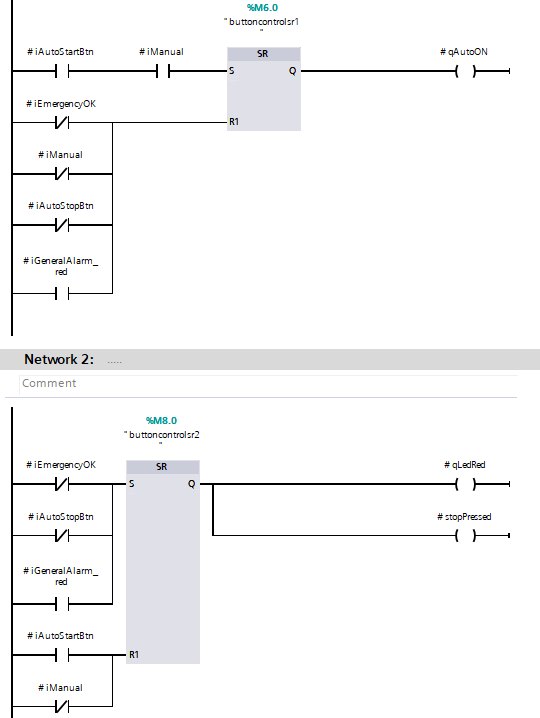 %M6.0
"buttoncontrolsr1
"
#iAutoStartBtn #iManual SR #qAutoON
S Q
#iEmergencyOK
R1
#iManual
#iAutoStopBtn
#iGeneralAlarm_
red
Network 2: .....
Comment
%M8.0
"buttoncontrolsr2
"
#iEmergencyOK SR #qLedRed
S Q
#iAutoStopBtn #stopPressed
#iGeneralAlarm_
red
#iAutoStartBtn
R1
#iManual